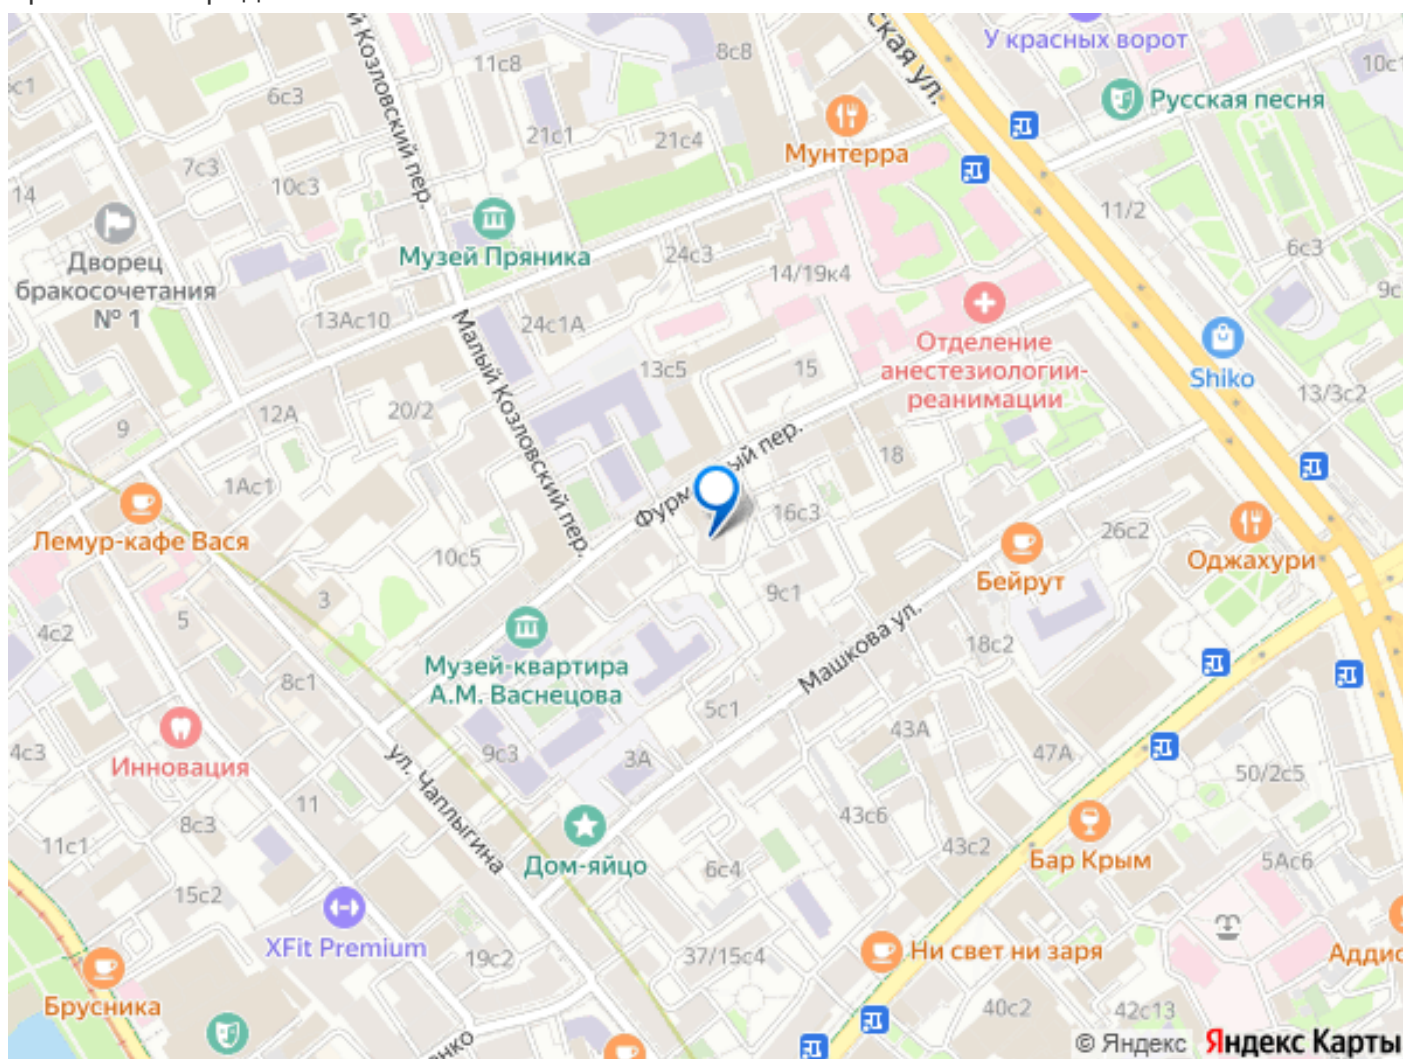 ская ул.
У красных ворот
й Козловский пер.
11с8
8с8
10с1
с1
6с3
Русская песня
21с1
21с4
Мунтерра
7с3
10с3
14
11/2
Дворец
бракосочетания
№ 1
Музей Пряника
24с3
14/19к4
6с3
9с
13Ас10
24с1А
Малый Козловский пер.
13с5
15
Отделение
анестезиологии-
реанимации
Shiko
13/3с2
12А
20/2
9
18
ый пер.
Фурм
1Ас1
16с3
26с2
Лемур-кафе Вася
10с5
Бейрут
Оджахури
3
9с1
5
4с2
Машкова ул.
18с2
Музей-квартира
А.М. Васнецова
8с1
5с1
43А
47А
4с3
Инновация
9с3
3А
50/2с5
ул. Чаплыгина
11
8с3
43с6
11с1
Дом-яйцо
6с4
43с2
Бар Крым
5Ас6
15с2
XFit Premium
19с2
37/15с4
Ни свет ни заря
Аддис
Брусника
40с2
42с13
енко
© Яндекс Яндекс Карты